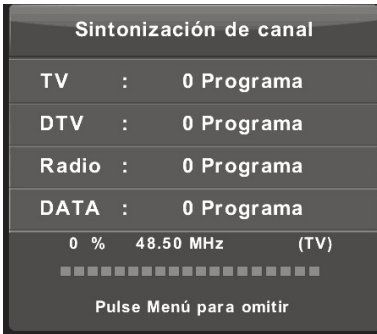 Sintonización de canal
TV : 0 Programa
DTV : 0 Programa
Radio : 0 Programa
DATA : 0 Programa
0 % 48.50 MHz (TV)
Pulse Menú para omitir